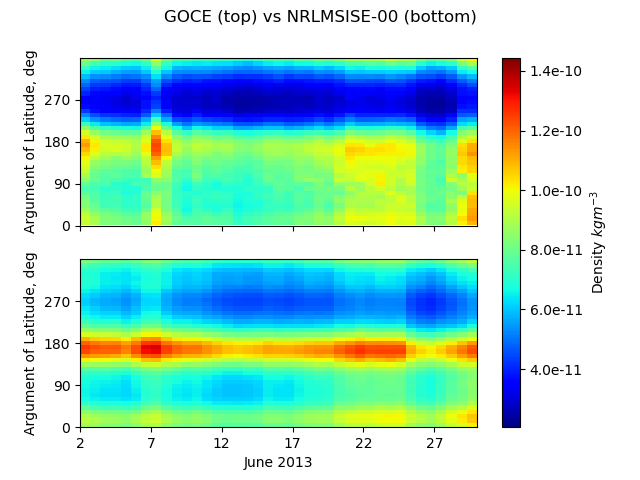 GOCE (top) vs NRLMSISE-00 (bottom)
Argument of Latitude, deg
270
180
90
0
Argument of Latitude, deg
270
180
90
0
2 7 12 17 22 27
June 2013
1.4e-10
1.2e-10
1.0e-10
8.0e-11
6.0e-11
4.0e-11
Density kgm⁻³